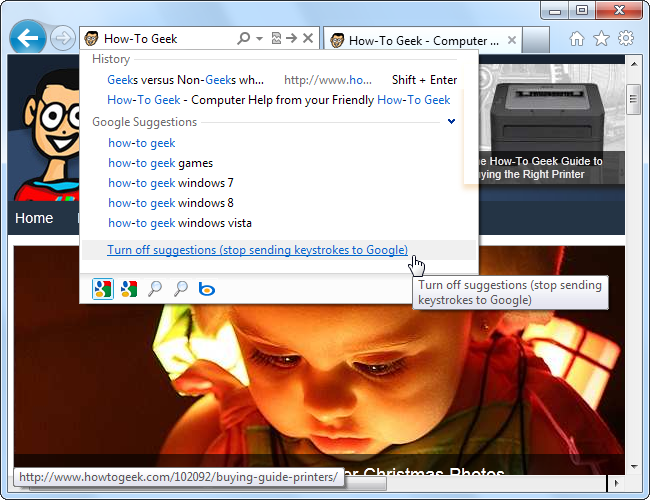 How-To Geek
How-To Geek - Computer ...
History
Geeks versus Non-Geeks wh... http://www.ho... Shift + Enter
How-To Geek - Computer Help from your Friendly How-To Geek
Google Suggestions
how-to geek
how-to geek games
how-to geek windows 7
how-to geek windows 8
how-to geek windows vista
Turn off suggestions (stop sending keystrokes to Google)
Turn off suggestions (stop sending
keystrokes to Google)
he How-To Geek Guide to
ying the Right Printer
Home
Christmas Photos
http://www.howtogeek.com/102092/buying-guide-printers/